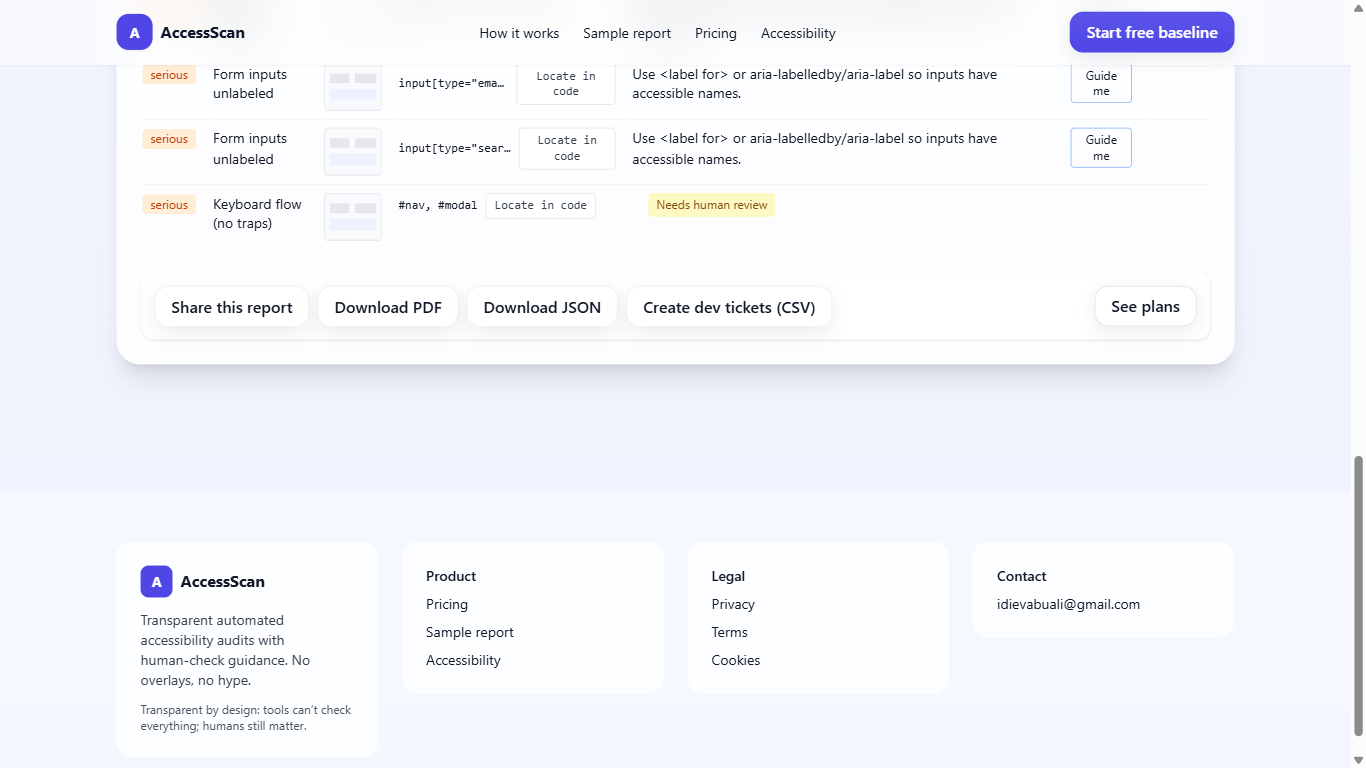 A AccessScan How it works Sample report Pricing Accessibility Start free baseline
serious Form inputs input[type="ema… Locate in Use <label for> or aria-labelledby/aria-label so inputs have Guide
unlabeled code accessible names. me
serious Form inputs input[type="sear… Locate in Use <label for> or aria-labelledby/aria-label so inputs have Guide
unlabeled code accessible names. me
serious Keyboard flow #nav, #modal Locate in code Needs human review
(no traps)
Share this report Download PDF Download JSON Create dev tickets (CSV) See plans
A AccessScan
Transparent automated
accessibility audits with
human-check guidance. No
overlays, no hype.
Transparent by design: tools can't check
everything; humans still matter.
Product
Pricing
Sample report
Accessibility
Legal
Privacy
Terms
Cookies
Contact
idievabuali@gmail.com